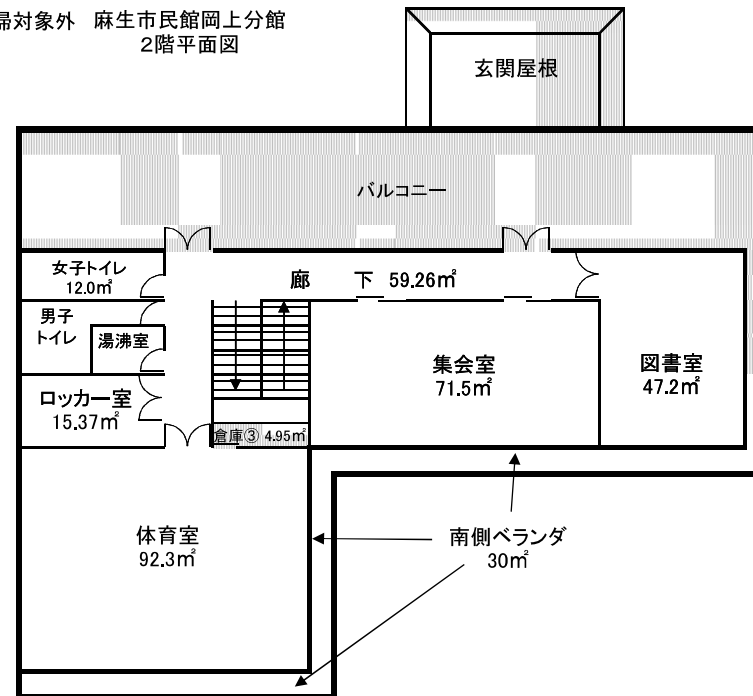 帚対象外 麻生市民館岡上分館
2階平面図
玄関屋根
バルコニー
女子トイレ
12.0㎡
廊 下 59.26㎡
男子
トイレ
湯沸室
集会室
71.5㎡
図書室
47.2㎡
ロッカー室
15.37㎡
倉庫③ 4.95㎡
体育室
92.3㎡
南側ベランダ
30㎡